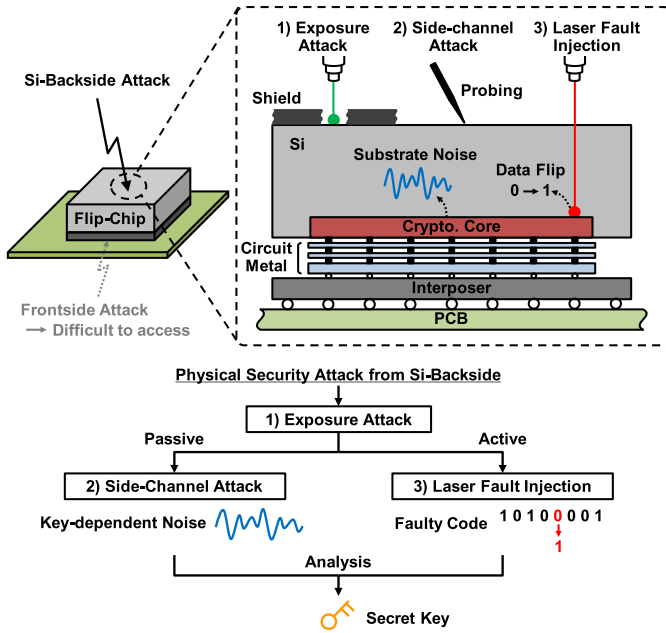 1) Exposure
Attack
2) Side-channel
Attack
3) Laser Fault
Injection
Si-Backside Attack
Shield
Probing
Si
Substrate Noise
Data Flip
0 → 1
Flip-Chip
Crypto. Core
Circuit
Metal
Interposer
PCB
Frontside Attack
→ Difficult to access
Physical Security Attack from Si-Backside
1) Exposure Attack
Passive
Active
2) Side-Channel Attack
3) Laser Fault Injection
Key-dependent Noise
Faulty Code
1 0 1 0 0 0 0 1
1
Analysis
Secret Key